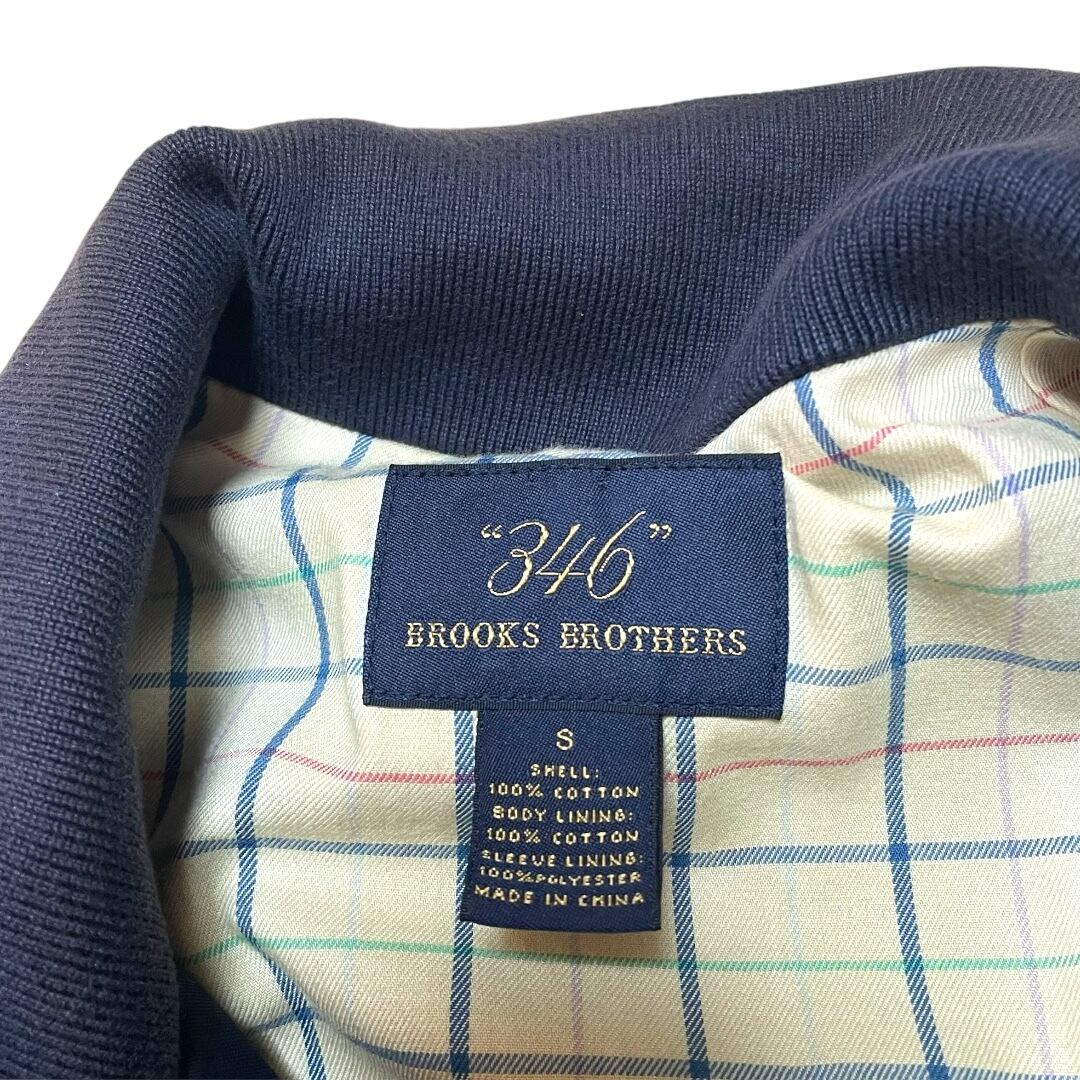 “346”
BROOKS BROTHERS
S
SHELL:
100% COTTON
BODY LINING:
100% COTTON
SLEEVE LINING:
100% POLYESTER
MADE IN CHINA